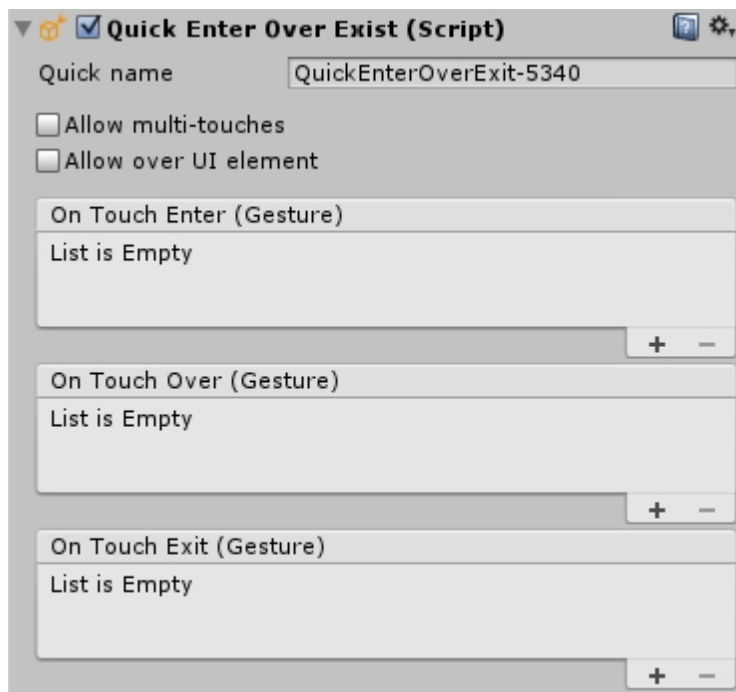 Quick Enter Over Exist (Script)
Quick name QuickEnterOverExit-5340
Allow multi-touches
Allow over UI element
On Touch Enter (Gesture)
List is Empty
+ −
On Touch Over (Gesture)
List is Empty
+ −
On Touch Exit (Gesture)
List is Empty
+ −